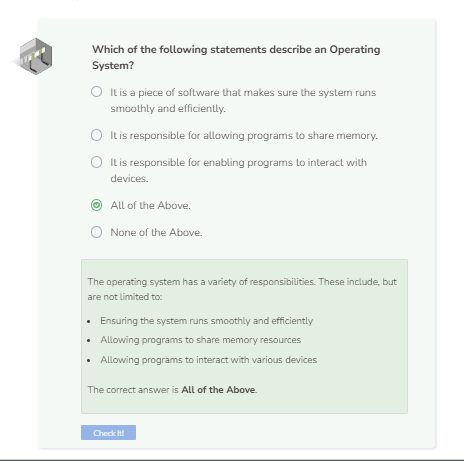 Which of the following statements describe an Operating
System?
It is a piece of software that makes sure the system runs
smoothly and efficiently.
It is responsible for allowing programs to share memory.
It is responsible for enabling programs to interact with
devices.
All of the Above.
None of the Above.
The operating system has a variety of responsibilities. These include, but
are not limited to:
• Ensuring the system runs smoothly and efficiently
• Allowing programs to share memory resources
• Allowing programs to interact with various devices
The correct answer is All of the Above.
Check It!